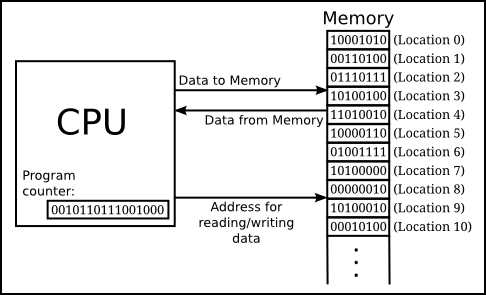 Memory
10001010 (Location 0)
00110100 (Location 1)
01110111 (Location 2)
10100100 (Location 3)
11010010 (Location 4)
10000110 (Location 5)
01001111 (Location 6)
10100000 (Location 7)
00000010 (Location 8)
10100010 (Location 9)
00010100 (Location 10)
Data to Memory
Data from Memory
CPU
Program
counter:
0010110111001000
Address for
reading/writing
data